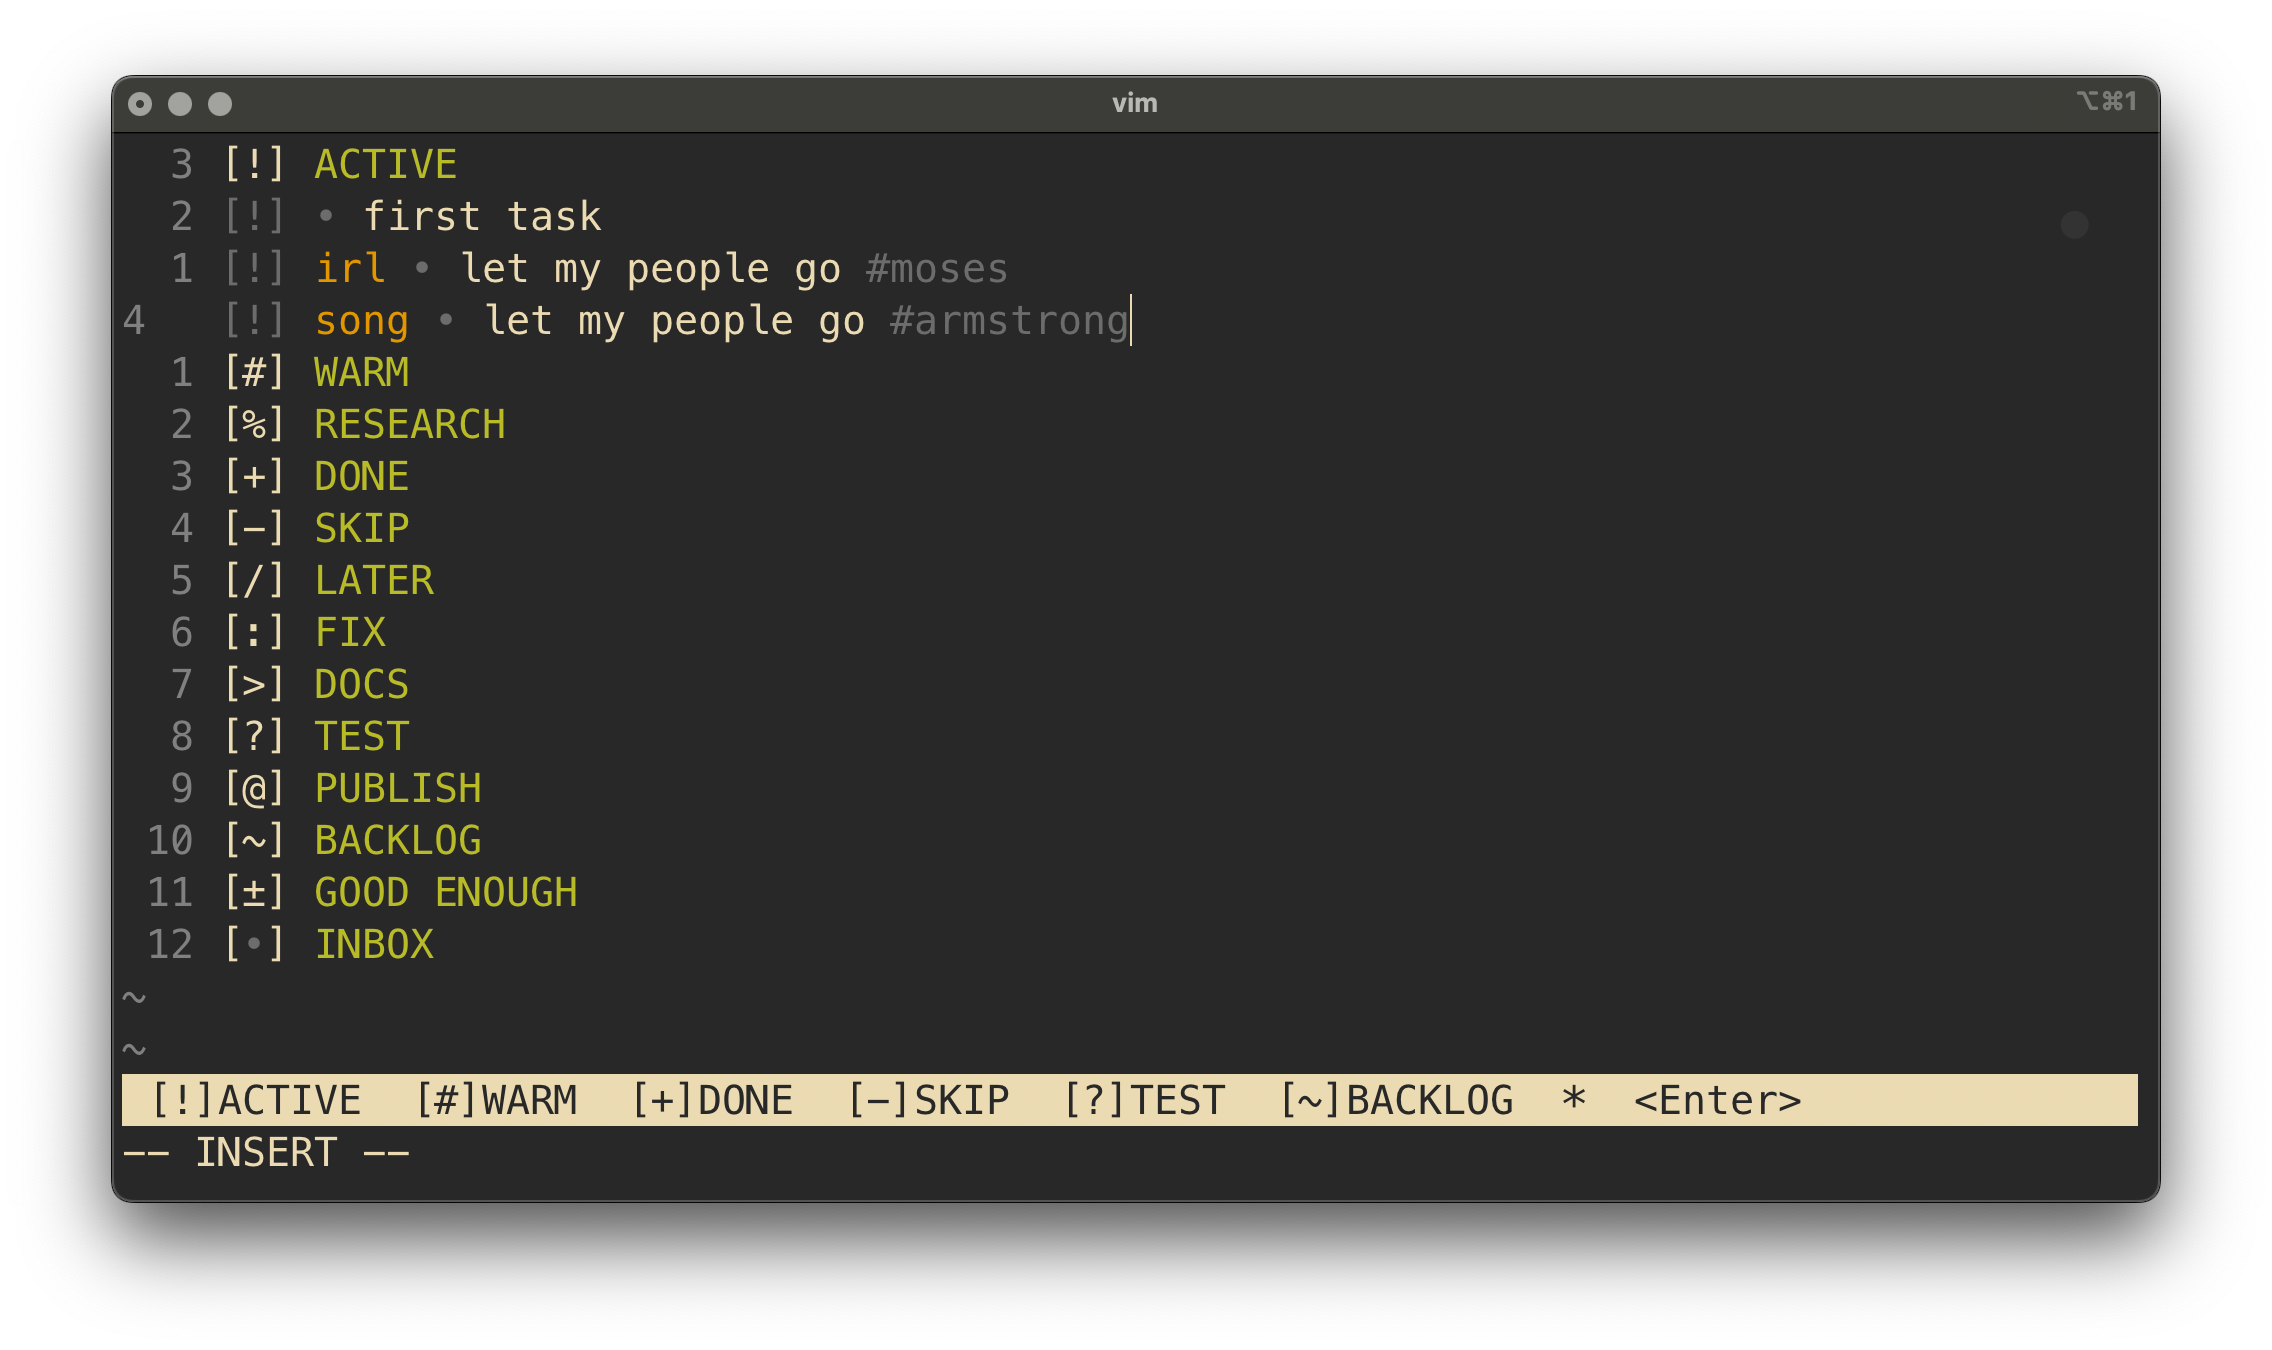 vim ⌥⌘1
3 [!] ACTIVE
2 [!] • first task
1 [!] irl • let my people go #moses
4 [!] song • let my people go #armstrong
1 [#] WARM
2 [%] RESEARCH
3 [+] DONE
4 [-] SKIP
5 [/] LATER
6 [:] FIX
7 [>] DOCS
8 [?] TEST
9 [@] PUBLISH
10 [~] BACKLOG
11 [±] GOOD ENOUGH
12 [•] INBOX
~
~
[!]ACTIVE [#]WARM [+]DONE [-]SKIP [?]TEST [~]BACKLOG * <Enter>
-- INSERT --